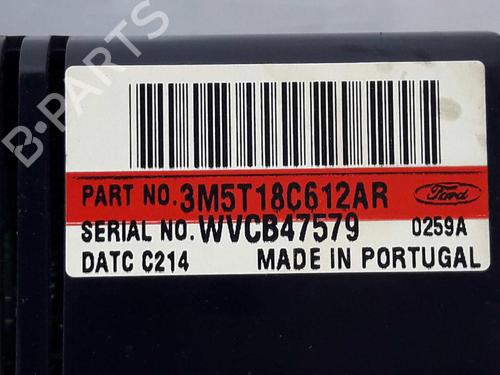 B-PARTS
PART NO. 3M5T18C612AR Ford
SERIAL NO. WVCB47579 0259A
DATC C214 MADE IN PORTUGAL